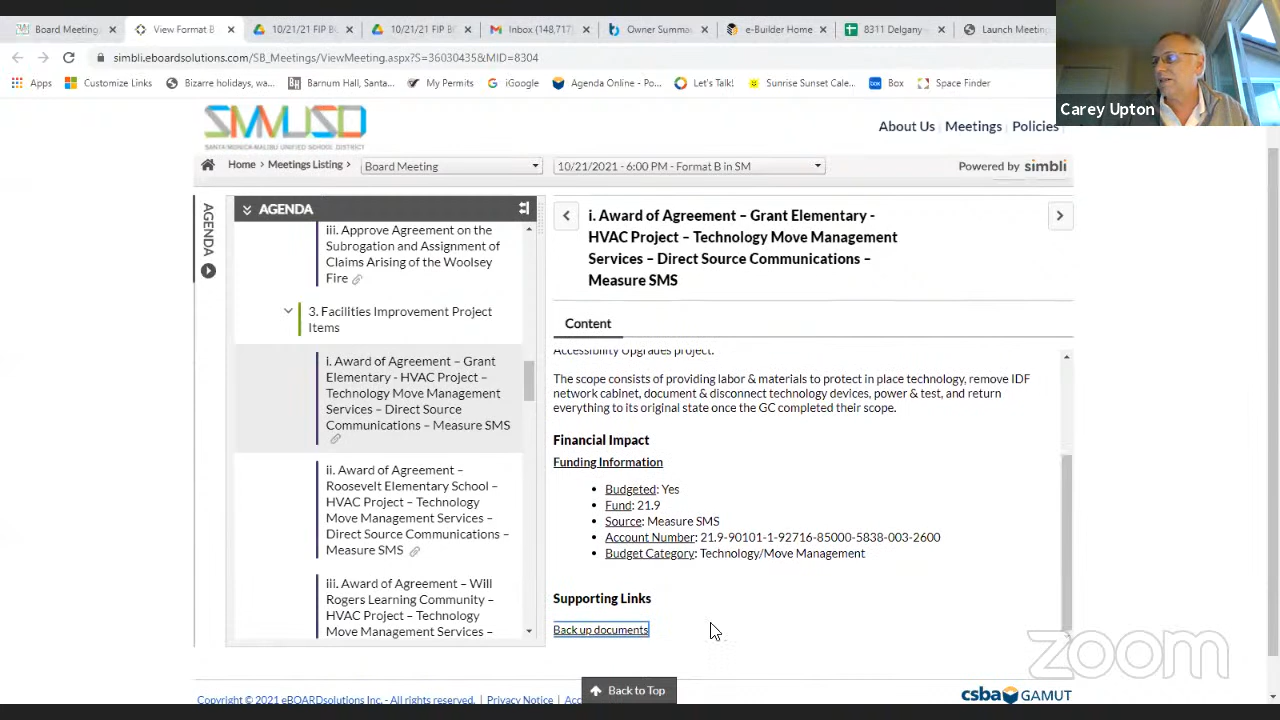 Board Meeting
View Format B
10/21/21 FIP Bo
10/21/21 FIP Bo
Inbox (148,717)
Owner Summa
e-Builder Home
8311 Delgany
Launch Meeting
simbli.eboardsolutions.com/SB_Meetings/ViewMeeting.aspx?S=36030435&MID=8304
Apps
Customize Links
Bizarre holidays, wa...
Barnum Hall, Santa...
My Permits
iGoogle
Agenda Online - Po...
Let's Talk!
Sunrise Sunset Cale...
Box
Space Finder
Carey Upton
SMMUSD
SANTA MONICA-MALIBU UNIFIED SCHOOL DISTRICT
About Us | Meetings | Policies
Home > Meetings Listing >
Board Meeting
10/21/2021 - 6:00 PM - Format B in SM
Powered by simbli
AGENDA
AGENDA
iii. Approve Agreement on the
Subrogation and Assignment of
Claims Arising of the Woolsey
Fire
3. Facilities Improvement Project
Items
i. Award of Agreement – Grant
Elementary - HVAC Project –
Technology Move Management
Services – Direct Source
Communications – Measure SMS
ii. Award of Agreement –
Roosevelt Elementary School –
HVAC Project – Technology
Move Management Services –
Direct Source Communications –
Measure SMS
iii. Award of Agreement – Will
Rogers Learning Community –
HVAC Project – Technology
Move Management Services –
i. Award of Agreement – Grant Elementary -
HVAC Project – Technology Move Management
Services – Direct Source Communications –
Measure SMS
Content
Accessibility Upgrades project.
The scope consists of providing labor & materials to protect in place technology, remove IDF
network cabinet, document & disconnect technology devices, power & test, and return
everything to its original state once the GC completed their scope.
Financial Impact
Funding Information
• Budgeted: Yes
• Fund: 21.9
• Source: Measure SMS
• Account Number: 21.9-90101-1-92716-85000-5838-003-2600
• Budget Category: Technology/Move Management
Supporting Links
Back up documents
zoom
Back to Top
Copyright © 2021 eBOARDsolutions Inc. - All rights reserved. | Privacy Notice | Acc
csba GAMUT